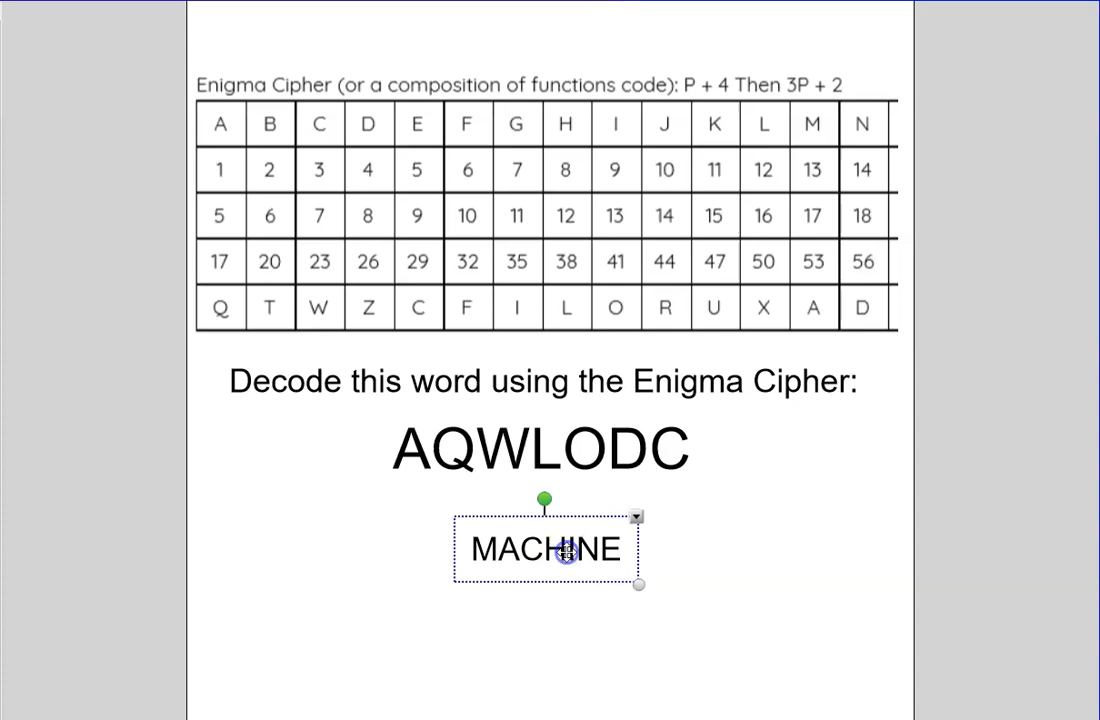 Enigma Cipher (or a composition of functions code): P + 4 Then 3P + 2
A B C D E F G H I J K L M N
1 2 3 4 5 6 7 8 9 10 11 12 13 14
5 6 7 8 9 10 11 12 13 14 15 16 17 18
17 20 23 26 29 32 35 38 41 44 47 50 53 56
Q T W Z C F I L O R U X A D
Decode this word using the Enigma Cipher:
AQWLODC
MACHINE